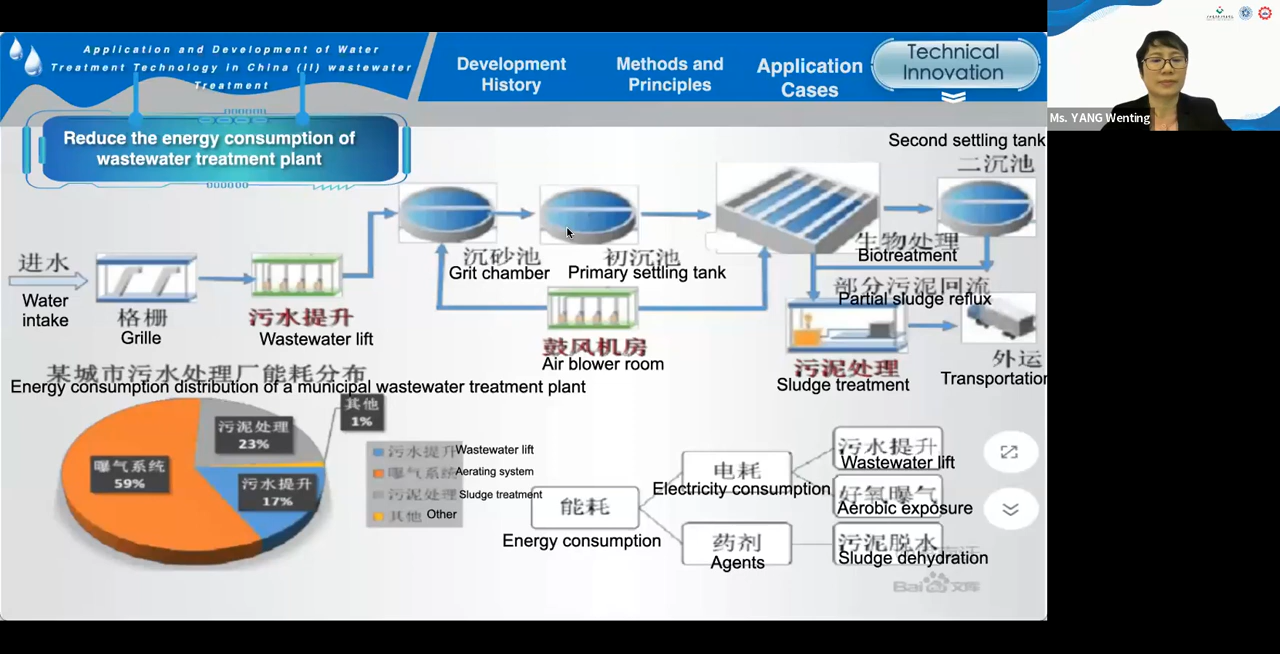 Application and Development of Water
Treatment Technology in China (II) wastewater
Treatment
Development
History
Methods and
Principles
Application
Cases
Technical
Innovation
Ms. YANG Wenting
Reduce the energy consumption of
wastewater treatment plant
Second settling tank
二沉池
进水
Water
intake
格栅
Grille
污水提升
Wastewater lift
沉砂池
Grit chamber
初沉池
Primary settling tank
生物处理
Biotreatment
部分污泥回流
Partial sludge reflux
鼓风机房
Air blower room
污泥处理
Sludge treatment
外运
Transportation
某城市污水处理厂能耗分布
Energy consumption distribution of a municipal wastewater treatment plant
其他
1%
污泥处理
23%
曝气系统
59%
污水提升
17%
污水提升 Wastewater lift
曝气系统 Aerating system
污泥处理 Sludge treatment
其他 Other
能耗
Energy consumption
电耗
Electricity consumption
药剂
Agents
污水提升
Wastewater lift
好氧曝气
Aerobic exposure
污泥脱水
Sludge dehydration
Bai 文库